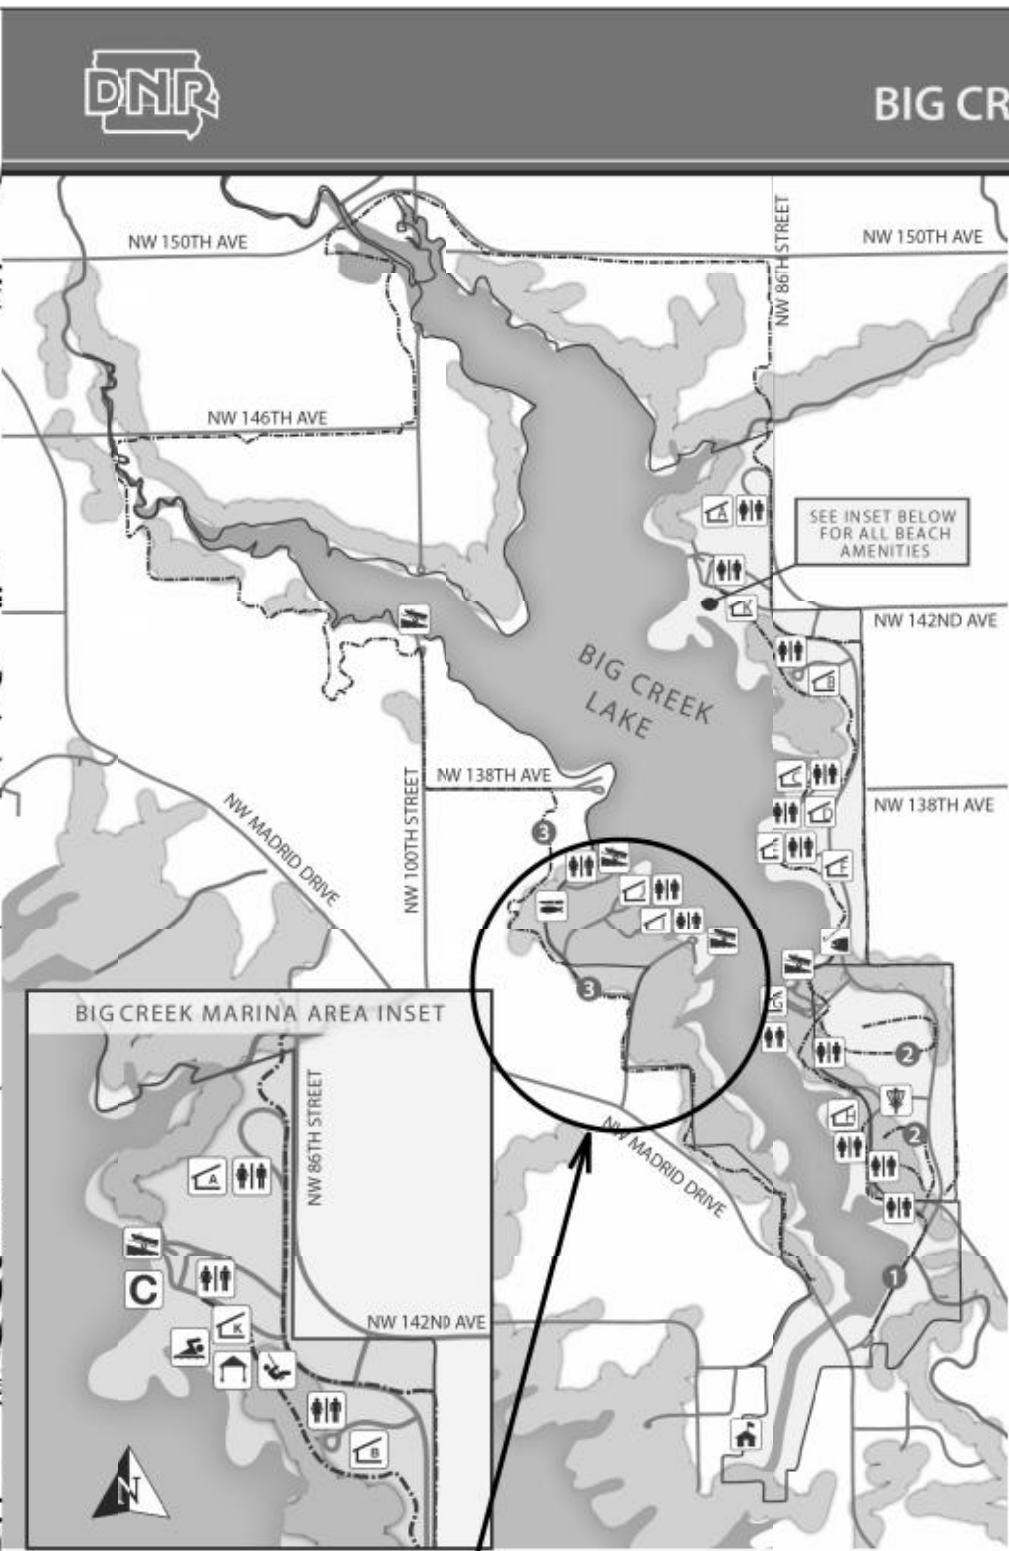 DNR
BIG CR
NW 150TH AVE
NW 86TH STREET
NW 150TH AVE
NW 146TH AVE
A
SEE INSET BELOW
FOR ALL BEACH
AMENITIES
K
NW 142ND AVE
B
BIG CREEK
LAKE
NW 138TH AVE
NW 138TH AVE
D
F
NW MADRID DRIVE
NW 100TH STREET
3
3
G
2
H
2
1
NW MADRID DRIVE
BIG CREEK MARINA AREA INSET
NW 86TH STREET
A
C
K
NW 142ND AVE
B
N